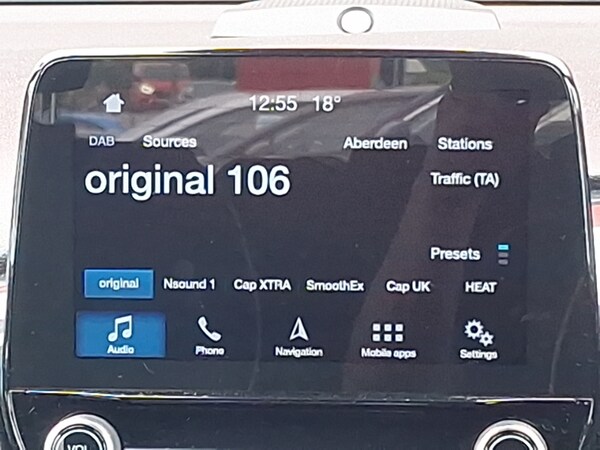 12:55 18°
DAB Sources Aberdeen Stations
original 106 Traffic (TA)
Presets
original Nsound 1 Cap XTRA SmoothEx Cap UK HEAT
Audio Phone Navigation Mobile apps Settings
VOL